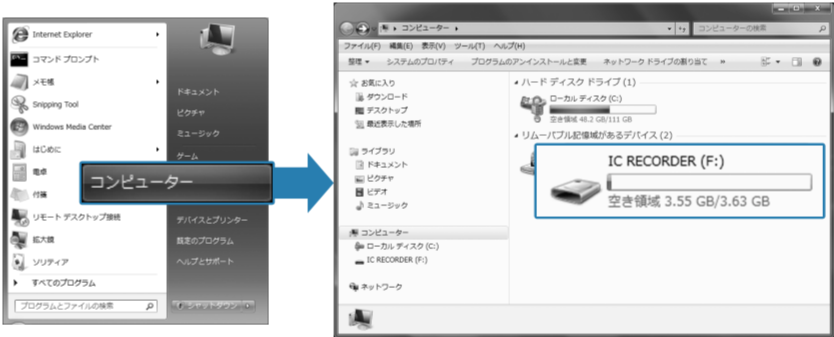 Internet Explorer
コマンド プロンプト
メモ帳
Snipping Tool
Windows Media Center
はじめに
電卓
付箋
リモート デスクトップ接続
拡大鏡
ソリティア
すべてのプログラム
プログラムとファイルの検索
ドキュメント
ピクチャ
ミュージック
ゲーム
コンピューター
デバイスとプリンター
既定のプログラム
ヘルプとサポート
シャットダウン
コンピューター
コンピューターの検索
ファイル(F) 編集(E) 表示(V) ツール(T) ヘルプ(H)
整理 システムのプロパティ プログラムのアンインストールと変更 ネットワーク ドライブの割り当て »
お気に入り
ダウンロード
デスクトップ
最近表示した場所
ライブラリ
ドキュメント
ピクチャ
ビデオ
ミュージック
コンピューター
ローカル ディスク (C:)
IC RECORDER (F:)
ネットワーク
ハード ディスク ドライブ (1)
ローカル ディスク (C:)
空き領域 48.2 GB/111 GB
リムーバブル記憶域があるデバイス (2)
IC RECORDER (F:)
空き領域 3.55 GB/3.63 GB